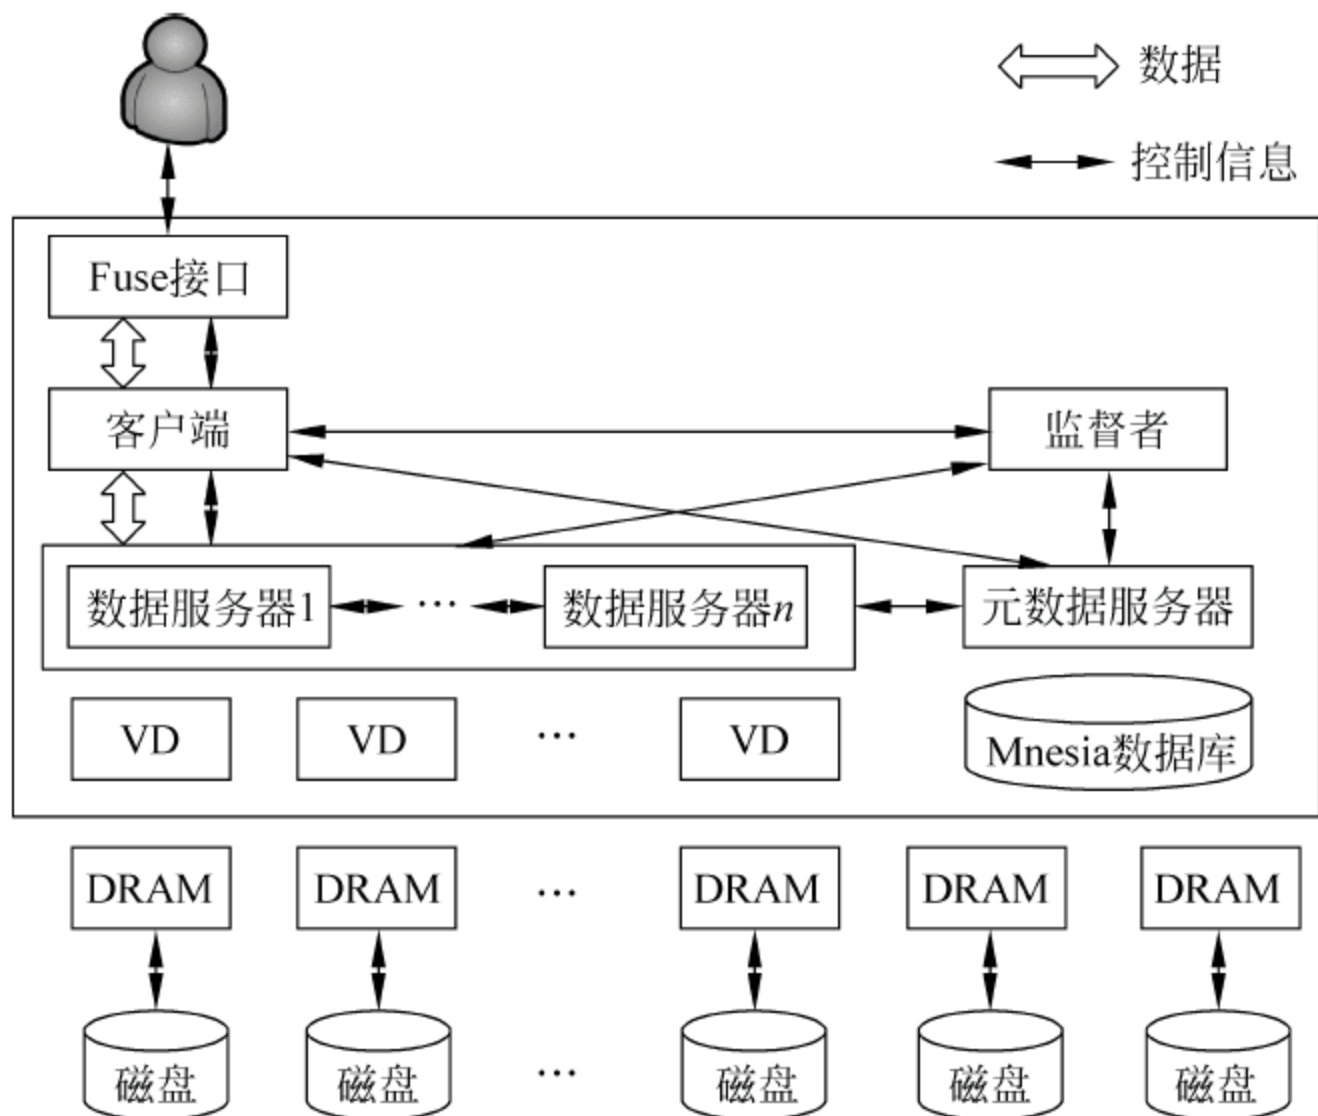 数据
控制信息
Fuse接口
客户端
监督者
数据服务器1
…
数据服务器n
元数据服务器
VD
VD
…
VD
Mnesia数据库
DRAM
DRAM
…
DRAM
DRAM
DRAM
磁盘
磁盘
…
磁盘
磁盘
磁盘